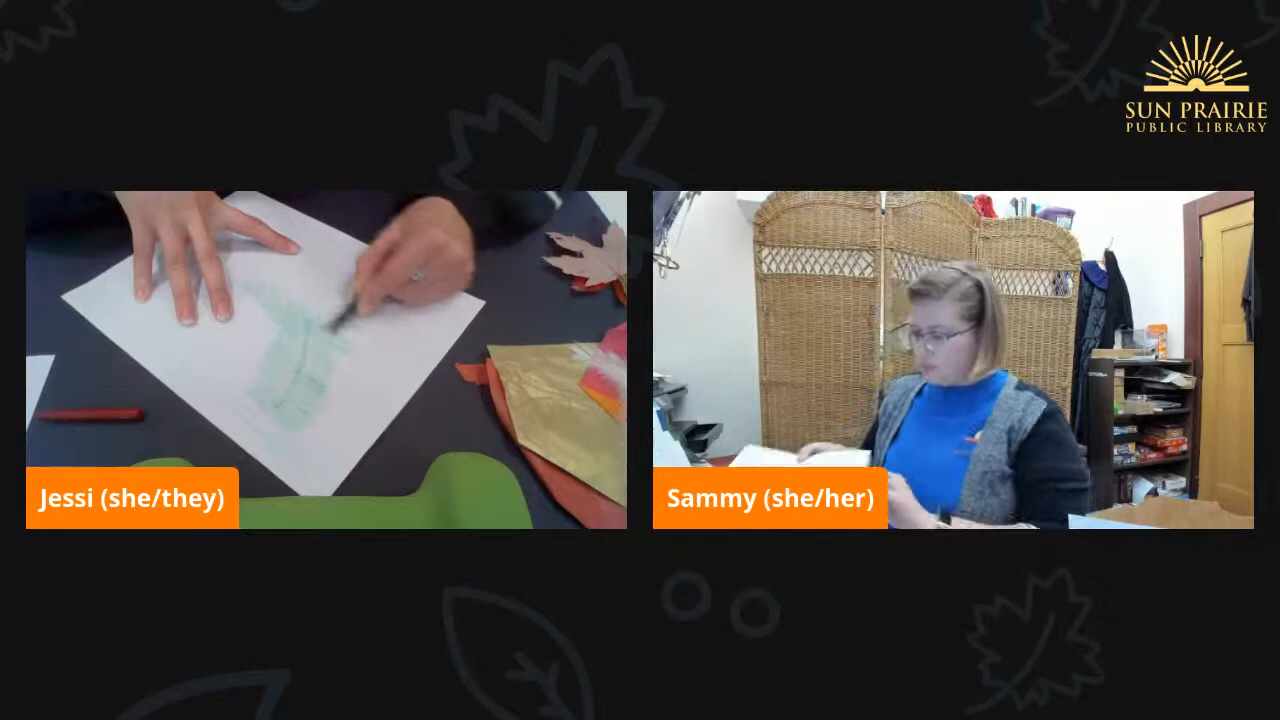 SUN PRAIRIE
PUBLIC LIBRARY
Jessi (she/they)
Sammy (she/her)